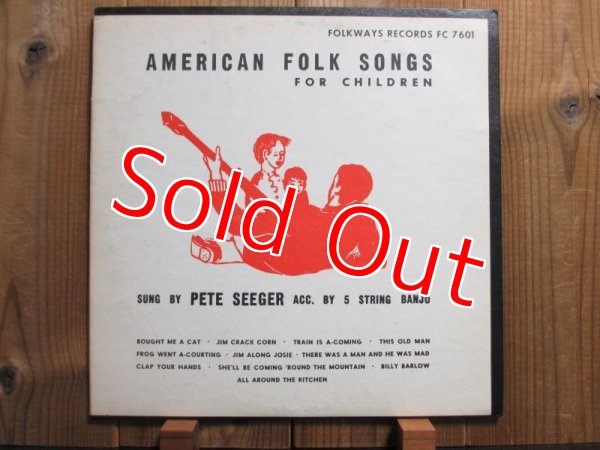 FOLKWAYS RECORDS FC 7601
AMERICAN FOLK SONGS
FOR CHILDREN
Sold Out
SUNG BY PETE SEEGER ACC. BY 5 STRING BANJO
BOUGHT ME A CAT · JIM CRACK CORN · TRAIN IS A-COMING · THIS OLD MAN
FROG WENT A-COURTING · JIM ALONG JOSIE · THERE WAS A MAN AND HE WAS MAD
CLAP YOUR HANDS · SHE'LL BE COMING 'ROUND THE MOUNTAIN · BILLY BARLOW
ALL AROUND THE KITCHEN